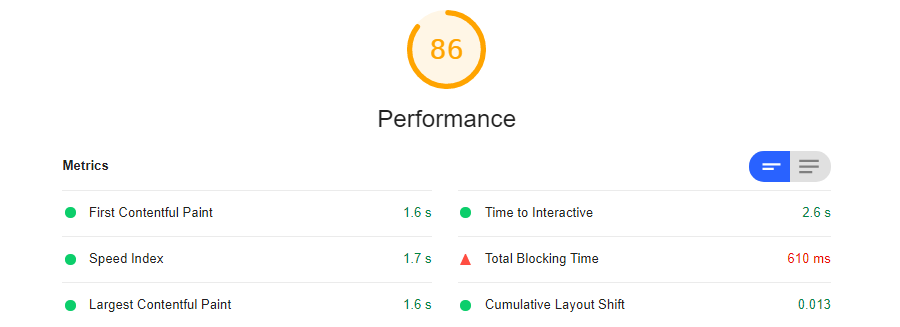 86
Performance
Metrics
First Contentful Paint 1.6 s Time to Interactive 2.6 s
Speed Index 1.7 s Total Blocking Time 610 ms
Largest Contentful Paint 1.6 s Cumulative Layout Shift 0.013